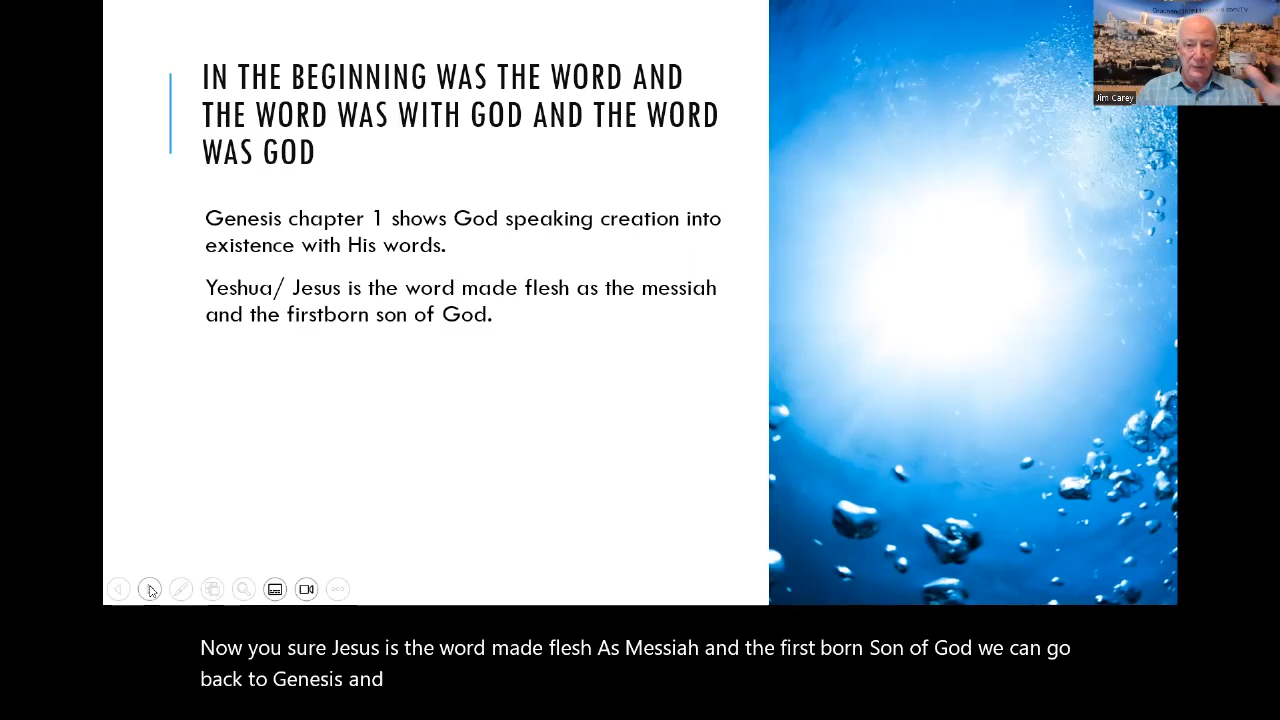 IN THE BEGINNING WAS THE WORD AND
THE WORD WAS WITH GOD AND THE WORD
WAS GOD
Genesis chapter 1 shows God speaking creation into
existence with His words.
Yeshua/ Jesus is the word made flesh as the messiah
and the firstborn son of God.
Jim Carey
Now you sure Jesus is the word made flesh As Messiah and the first born Son of God we can go
back to Genesis and